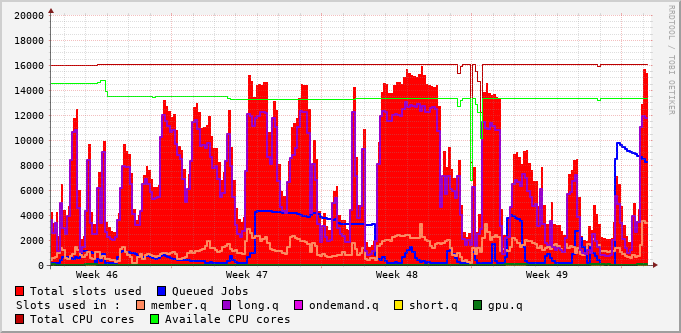 20000
18000
16000
14000
12000
10000
8000
6000
4000
2000
0
Week 46 Week 47 Week 48 Week 49
RRDTOOL / TOBI OETIKER
Total slots used Queued Jobs
Slots used in : member.q long.q ondemand.q short.q gpu.q
Total CPU cores Availale CPU cores